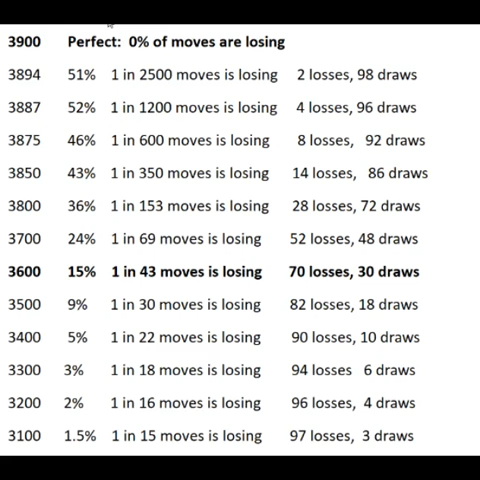 3900 Perfect: 0% of moves are losing
3894 51% 1 in 2500 moves is losing 2 losses, 98 draws
3887 52% 1 in 1200 moves is losing 4 losses, 96 draws
3875 46% 1 in 600 moves is losing 8 losses, 92 draws
3850 43% 1 in 350 moves is losing 14 losses, 86 draws
3800 36% 1 in 153 moves is losing 28 losses, 72 draws
3700 24% 1 in 69 moves is losing 52 losses, 48 draws
3600 15% 1 in 43 moves is losing 70 losses, 30 draws
3500 9% 1 in 30 moves is losing 82 losses, 18 draws
3400 5% 1 in 22 moves is losing 90 losses, 10 draws
3300 3% 1 in 18 moves is losing 94 losses 6 draws
3200 2% 1 in 16 moves is losing 96 losses, 4 draws
3100 1.5% 1 in 15 moves is losing 97 losses, 3 draws